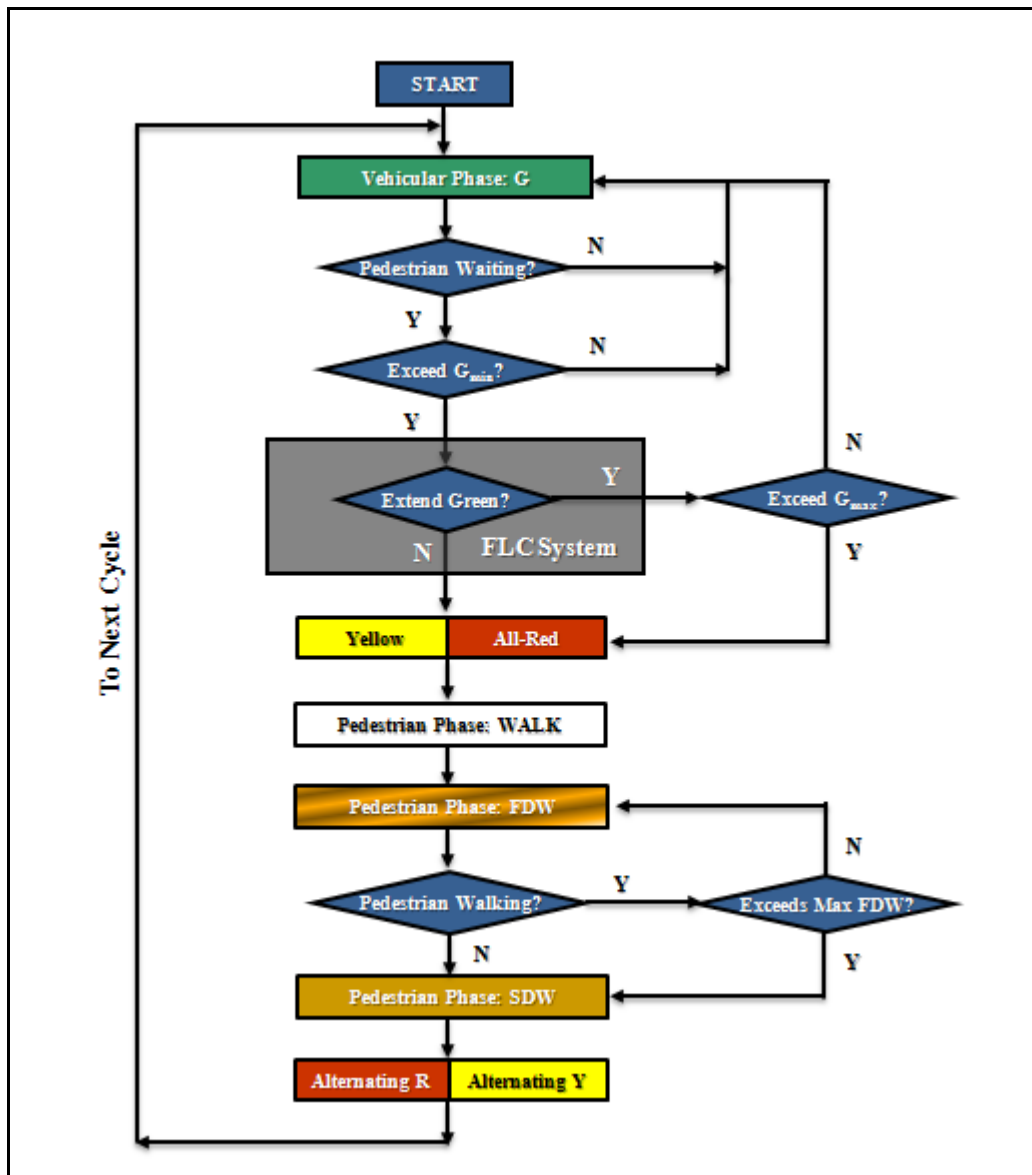 START
Vehicular Phase: G
Pedestrian Waiting?
N
Y
Exceed Gmin?
N
Y
Extend Green?
Y
N
FLC System
Exceed Gmax?
N
Y
Yellow
All-Red
Pedestrian Phase: WALK
Pedestrian Phase: FDW
Pedestrian Walking?
Y
N
Exceeds Max FDW?
N
Y
Pedestrian Phase: SDW
Alternating R
Alternating Y
To Next Cycle